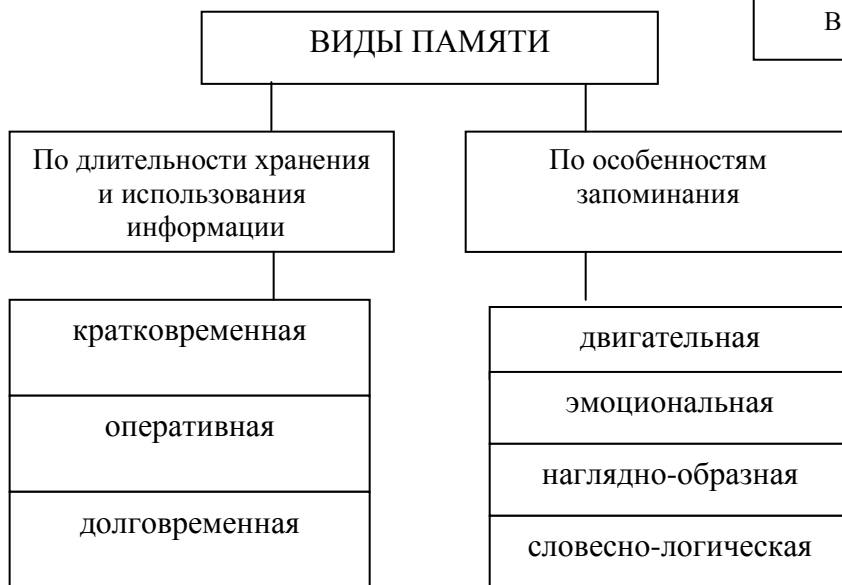 ВИДЫ ПАМЯТИ
В
По длительности хранения
и использования
информации
По особенностям
запоминания
кратковременная
оперативная
долговременная
двигательная
эмоциональная
наглядно-образная
словесно-логическая